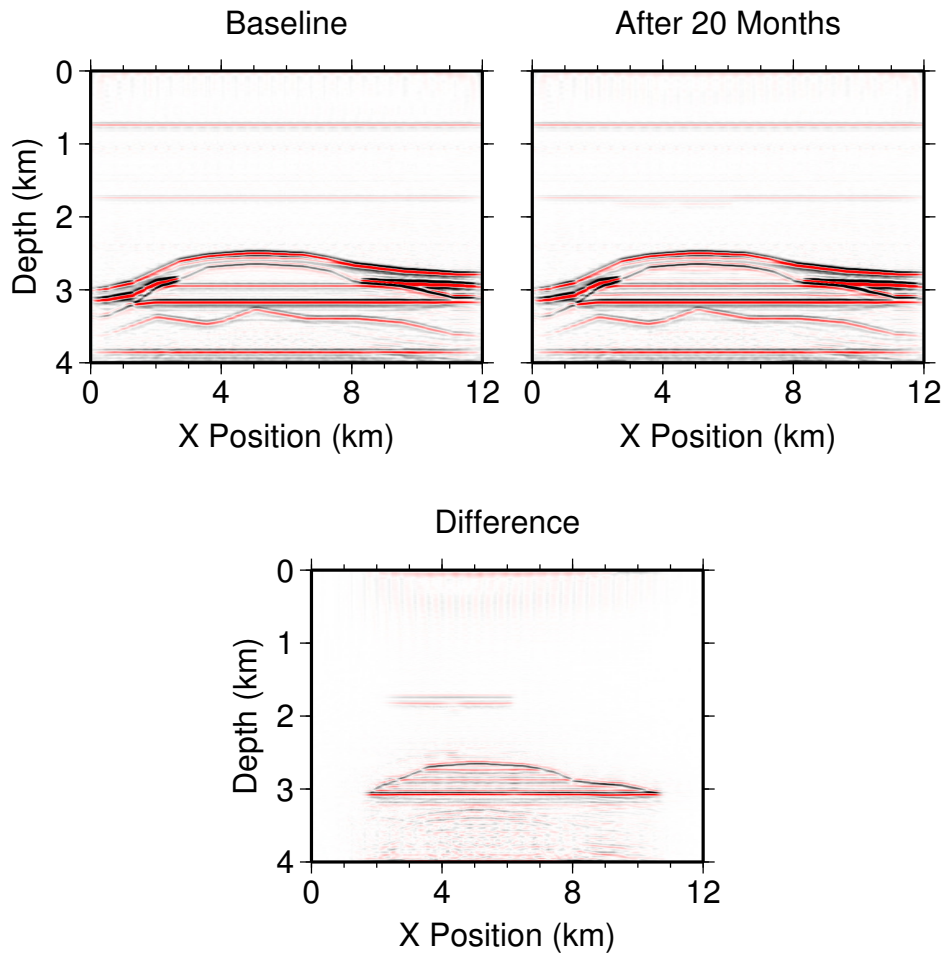 Baseline
After 20 Months
0
1
2
3
4
Depth (km)
0 4 8 12
0 4 8 12
X Position (km)
X Position (km)
Difference
0
1
2
3
4
Depth (km)
0 4 8 12
X Position (km)